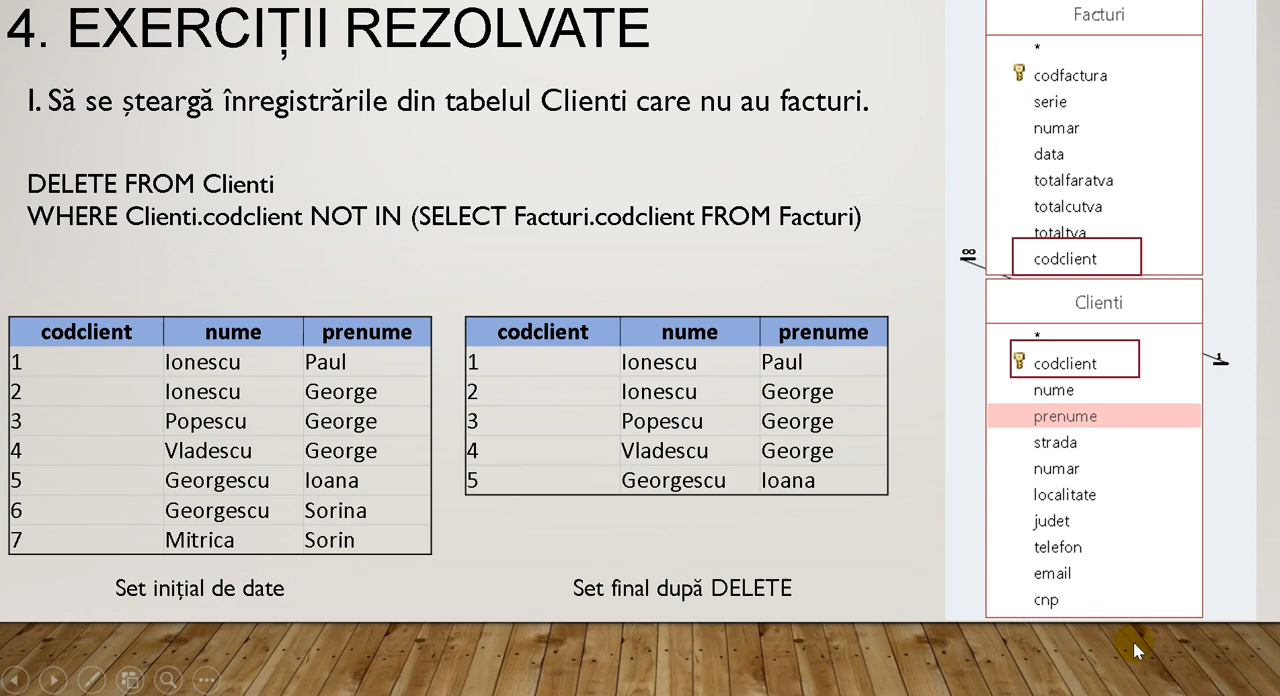 4. EXERCIȚII REZOLVATE
I. Să se șteargă înregistrările din tabelul Clienti care nu au facturi.
DELETE FROM Clienti
WHERE Clienti.codclient NOT IN (SELECT Facturi.codclient FROM Facturi)
codclient nume prenume
1 Ionescu Paul
2 Ionescu George
3 Popescu George
4 Vladescu George
5 Georgescu Ioana
6 Georgescu Sorina
7 Mitrica Sorin
Set inițial de date
codclient nume prenume
1 Ionescu Paul
2 Ionescu George
3 Popescu George
4 Vladescu George
5 Georgescu Ioana
Set final după DELETE
Facturi
*
codfactura
serie
numar
data
totalfaratva
totalcutva
totaltva
codclient
∞
Clienti
*
codclient
1
nume
prenume
strada
numar
localitate
judet
telefon
email
cnp